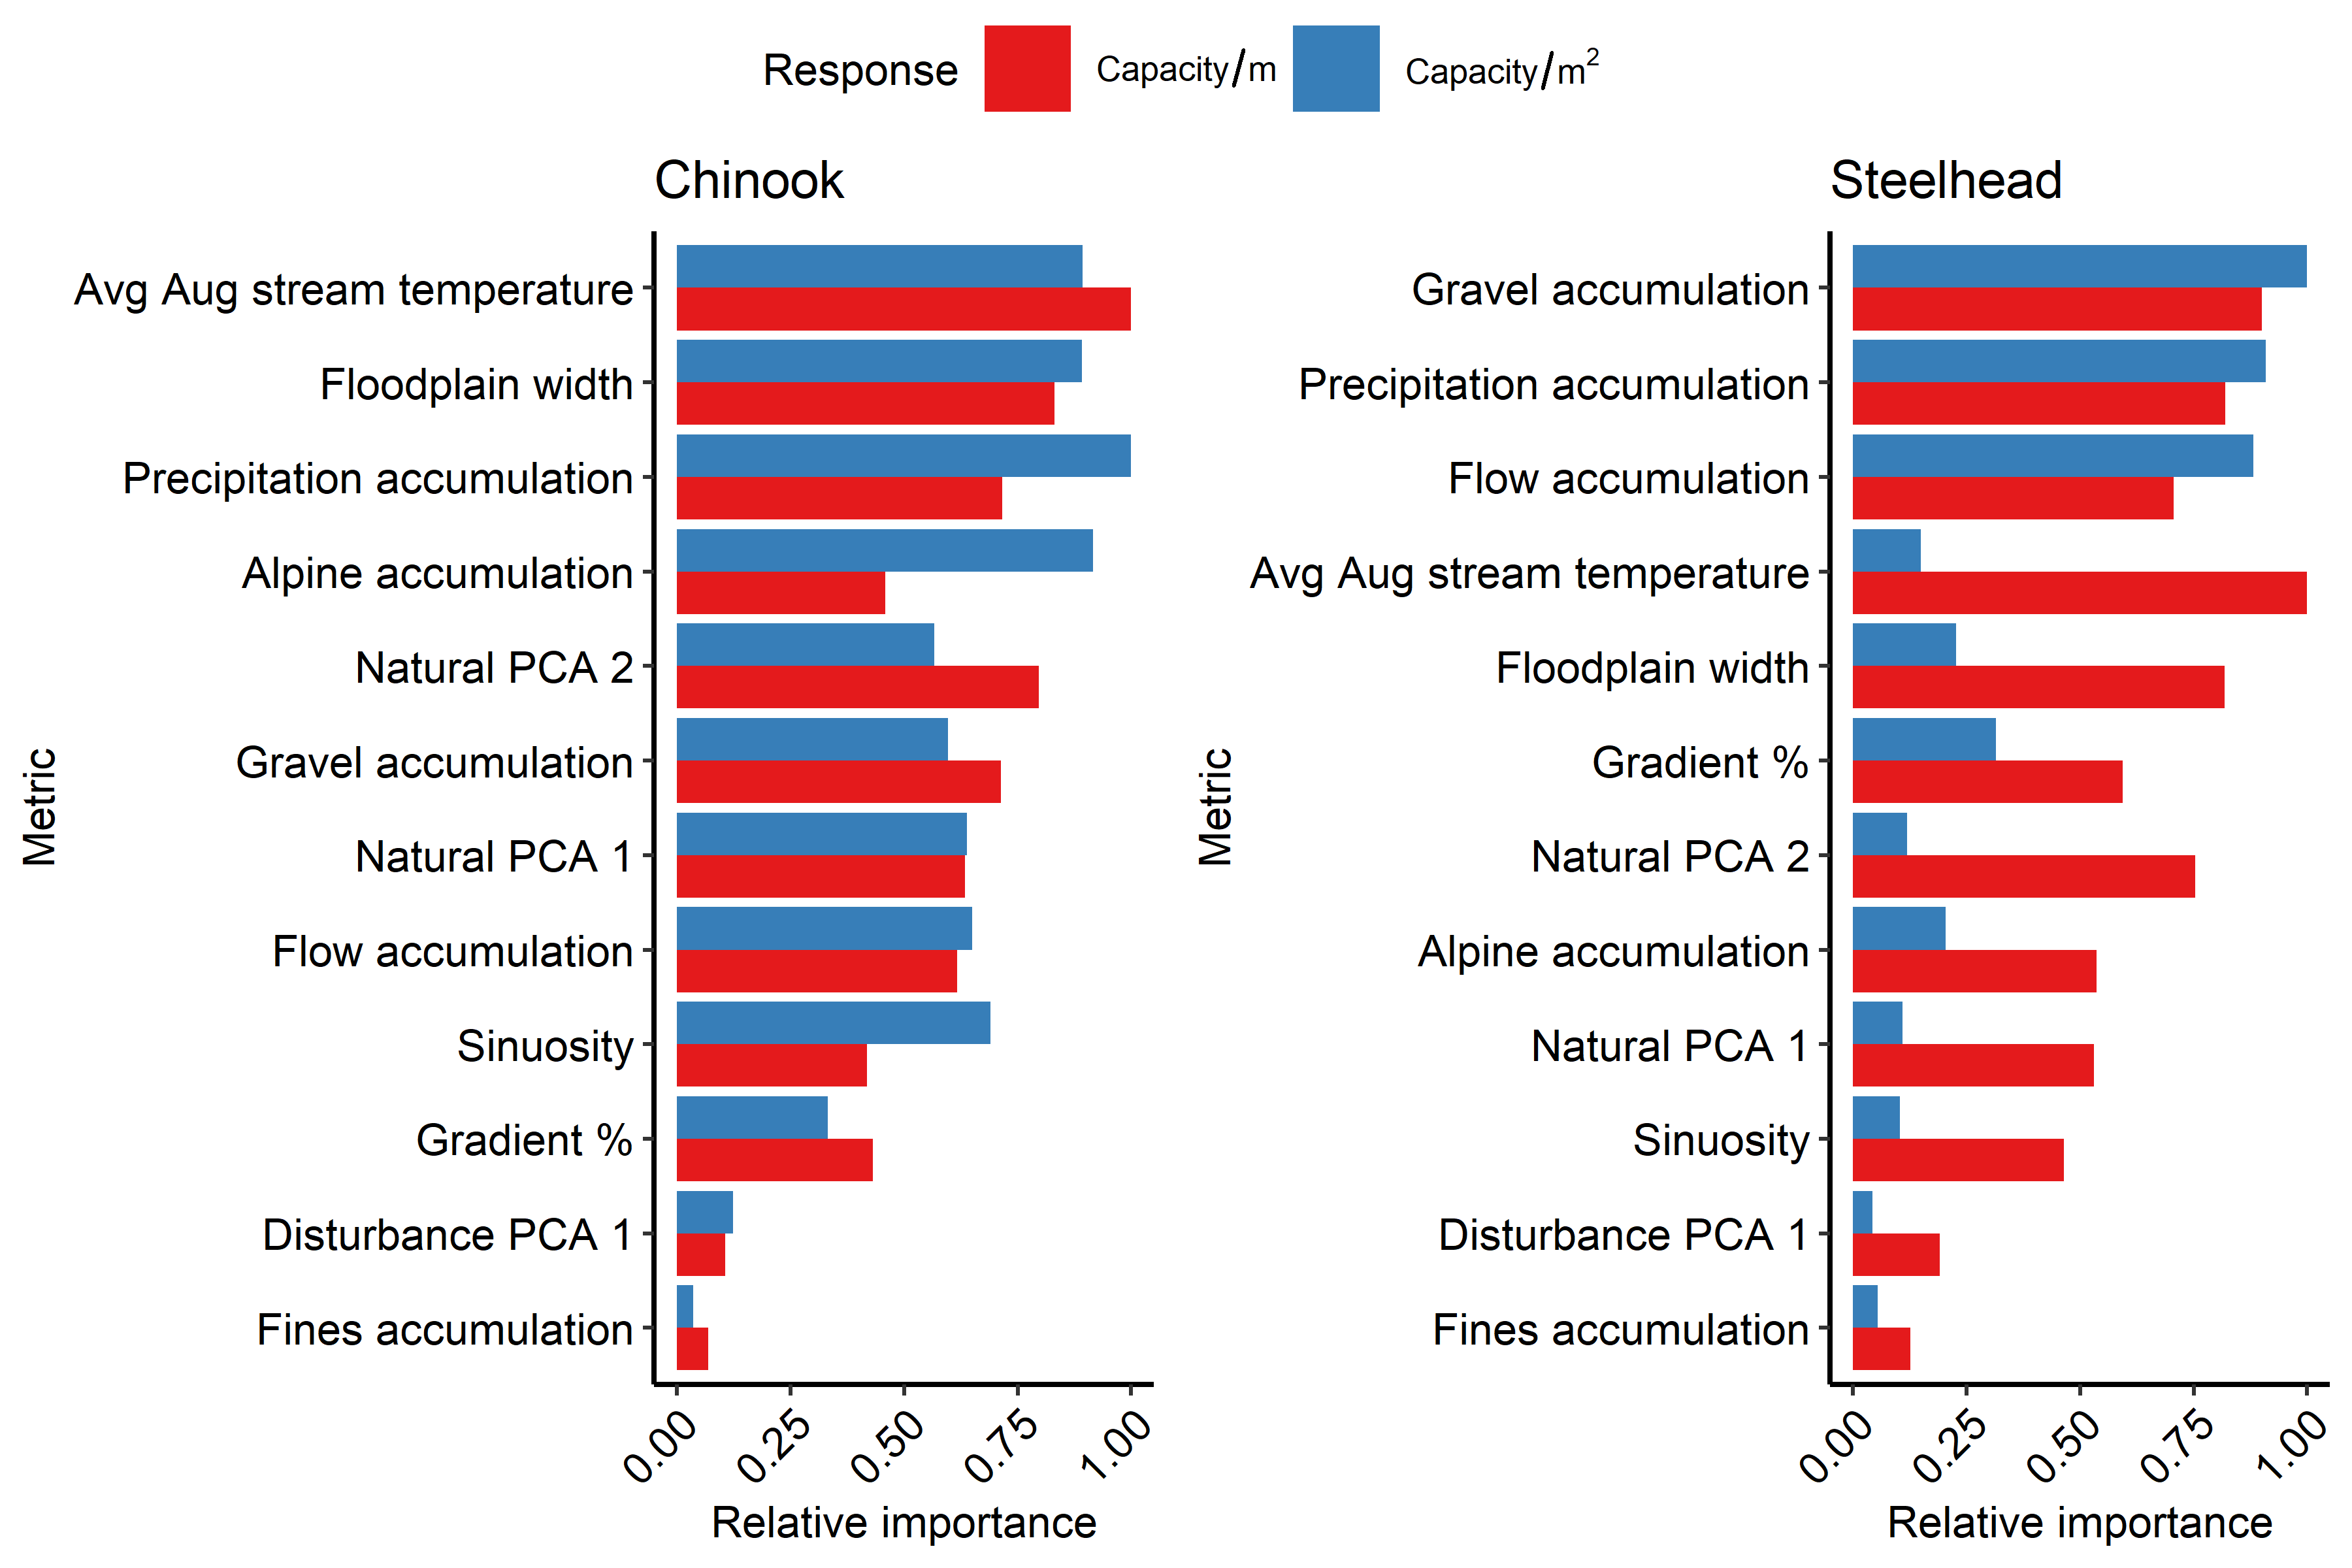 Response Capacity/m Capacity/m²
Chinook
Metric
Avg Aug stream temperature
Floodplain width
Precipitation accumulation
Alpine accumulation
Natural PCA 2
Gravel accumulation
Natural PCA 1
Flow accumulation
Sinuosity
Gradient %
Disturbance PCA 1
Fines accumulation
0.00 0.25 0.50 0.75 1.00
Relative importance
Steelhead
Metric
Gravel accumulation
Precipitation accumulation
Flow accumulation
Avg Aug stream temperature
Floodplain width
Gradient %
Natural PCA 2
Alpine accumulation
Natural PCA 1
Sinuosity
Disturbance PCA 1
Fines accumulation
0.00 0.25 0.50 0.75 1.00
Relative importance